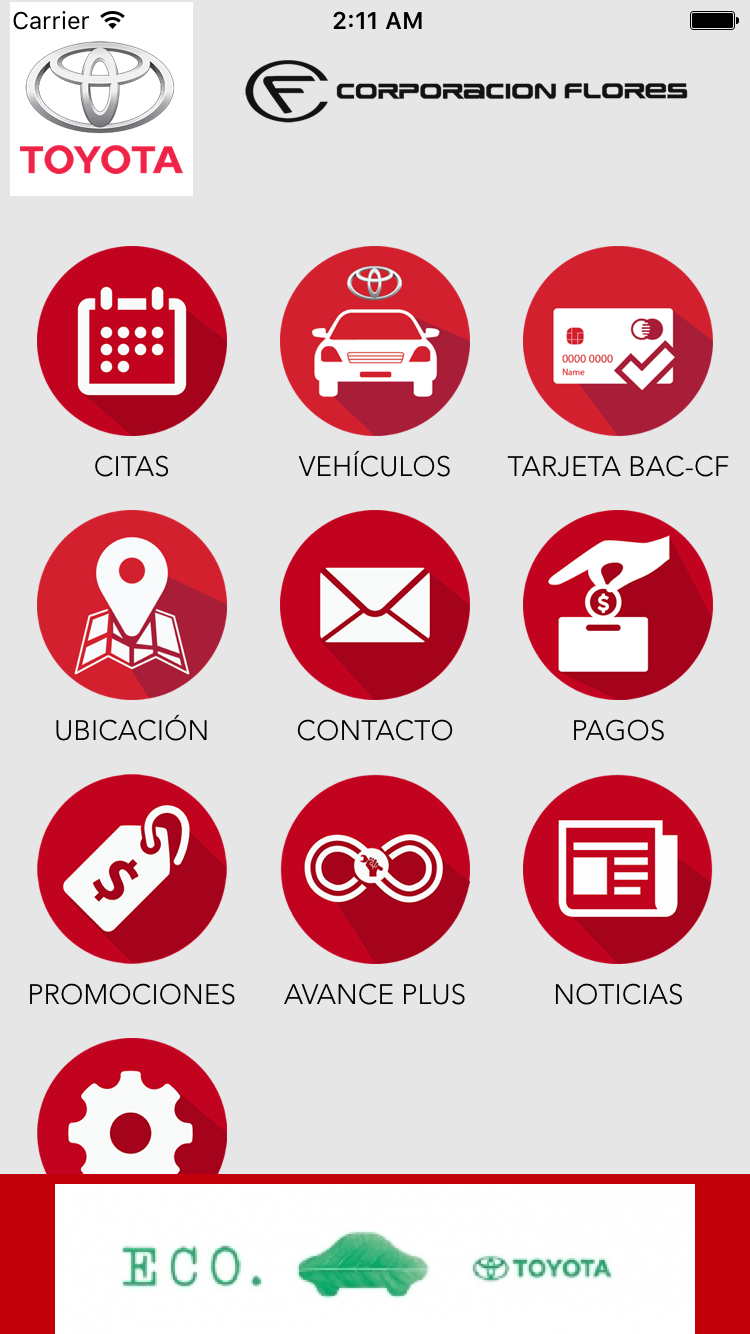 Carrier 2:11 AM
TOYOTA
CF CORPORACION FLORES
0000 0000
Name
CITAS VEHÍCULOS TARJETA BAC-CF
$
UBICACIÓN CONTACTO PAGOS
$
PROMOCIONES AVANCE PLUS NOTICIAS
ECO. TOYOTA